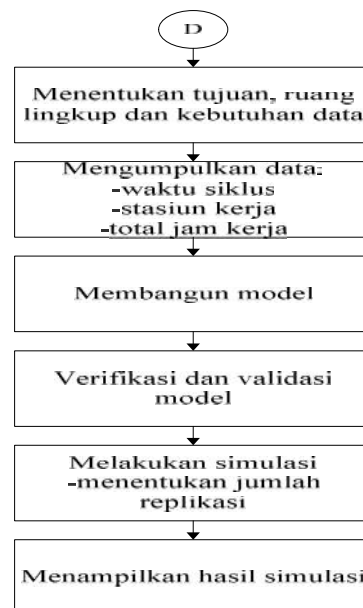 D
Menentukan tujuan, ruang
lingkup dan kebutuhan data
Mengumpulkan data:
-waktu siklus
-stasiun kerja
-total jam kerja
Membangun model
Verifikasi dan validasi
model
Melakukan simulasi
-menentukan jumlah
replikasi
Menampilkan hasil simulasi